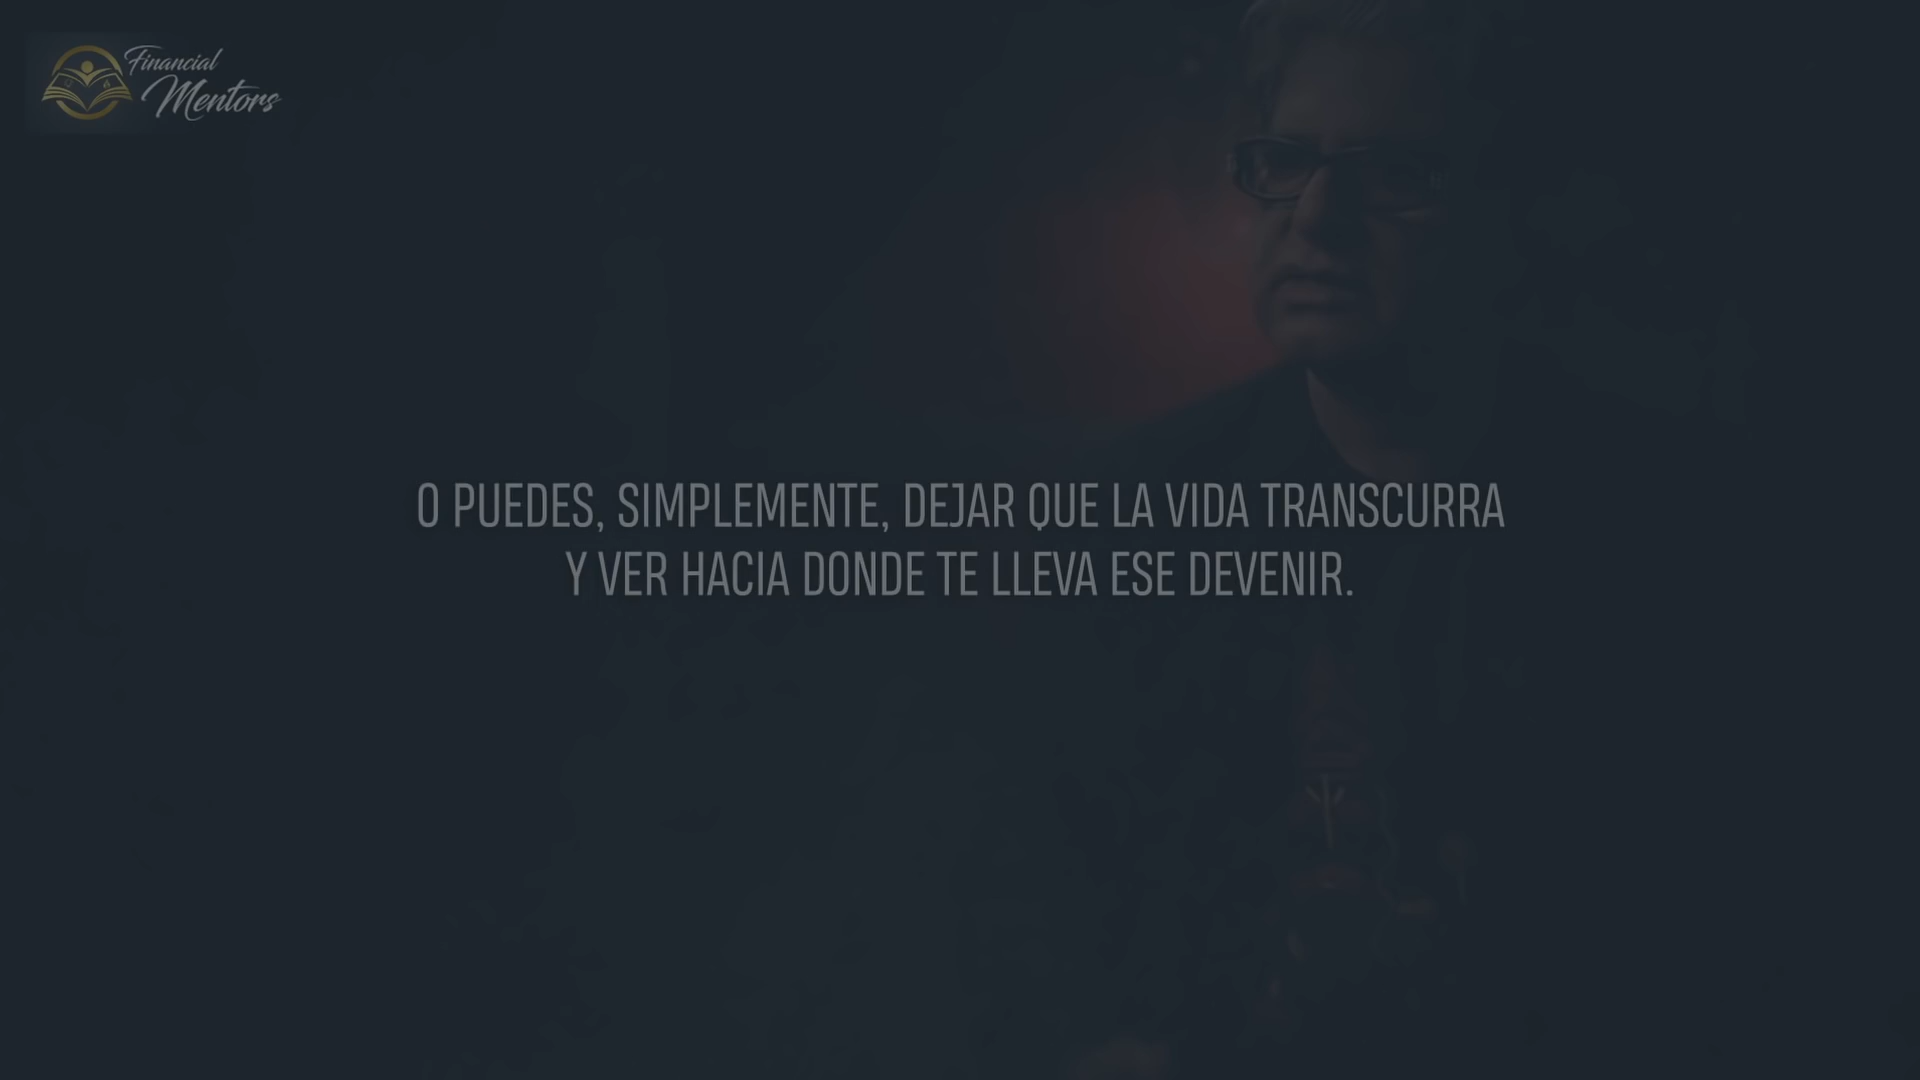 Financial
Mentors
O PUEDES, SIMPLEMENTE, DEJAR QUE LA VIDA TRANSCURRA
Y VER HACIA DONDE TE LLEVA ESE DEVENIR.